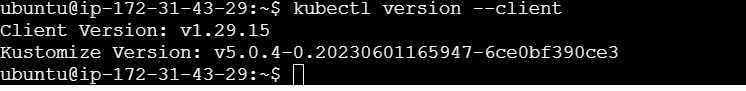 ubuntu@ip-172-31-43-29:~$ kubectl version --client
Client Version: v1.29.15
Kustomize Version: v5.0.4-0.20230601165947-6ce0bf390ce3
ubuntu@ip-172-31-43-29:~$